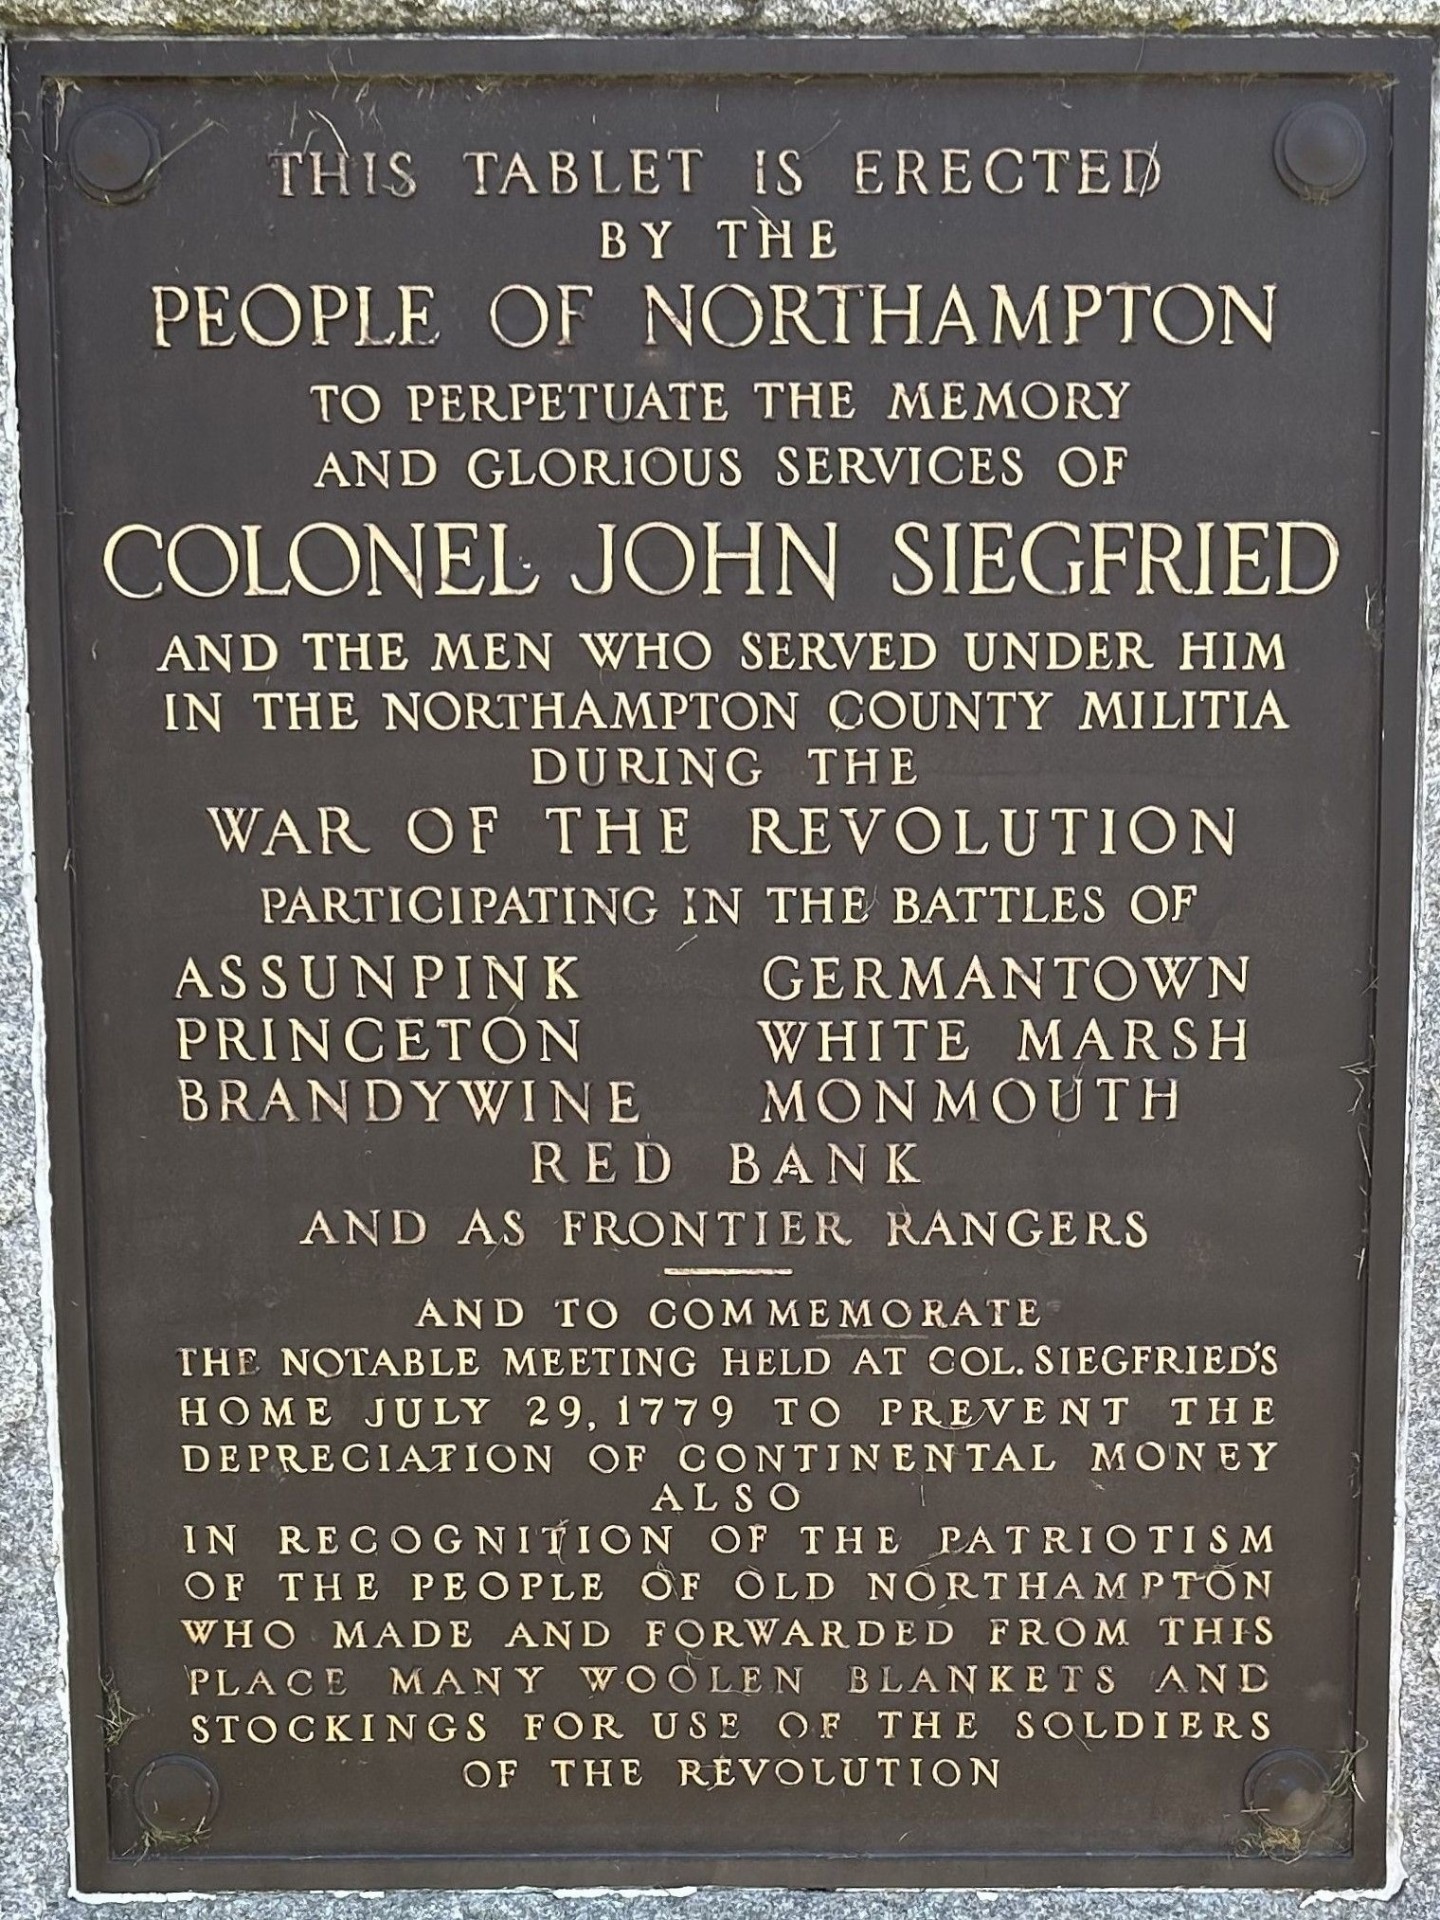 THIS TABLET IS ERECTED
BY THE
PEOPLE OF NORTHAMPTON
TO PERPETUATE THE MEMORY
AND GLORIOUS SERVICES OF
COLONEL JOHN SIEGFRIED
AND THE MEN WHO SERVED UNDER HIM
IN THE NORTHAMPTON COUNTY MILITIA
DURING THE
WAR OF THE REVOLUTION
PARTICIPATING IN THE BATTLES OF
ASSUNPINK GERMANTOWN
PRINCETON WHITE MARSH
BRANDYWINE MONMOUTH
RED BANK
AND AS FRONTIER RANGERS
AND TO COMMEMORATE
THE NOTABLE MEETING HELD AT COL. SIEGFRIED'S
HOME JULY 29, 1779 TO PREVENT THE
DEPRECIATION OF CONTINENTAL MONEY
ALSO
IN RECOGNITION OF THE PATRIOTISM
OF THE PEOPLE OF OLD NORTHAMPTON
WHO MADE AND FORWARDED FROM THIS
PLACE MANY WOOLEN BLANKETS AND
STOCKINGS FOR USE OF THE SOLDIERS
OF THE REVOLUTION